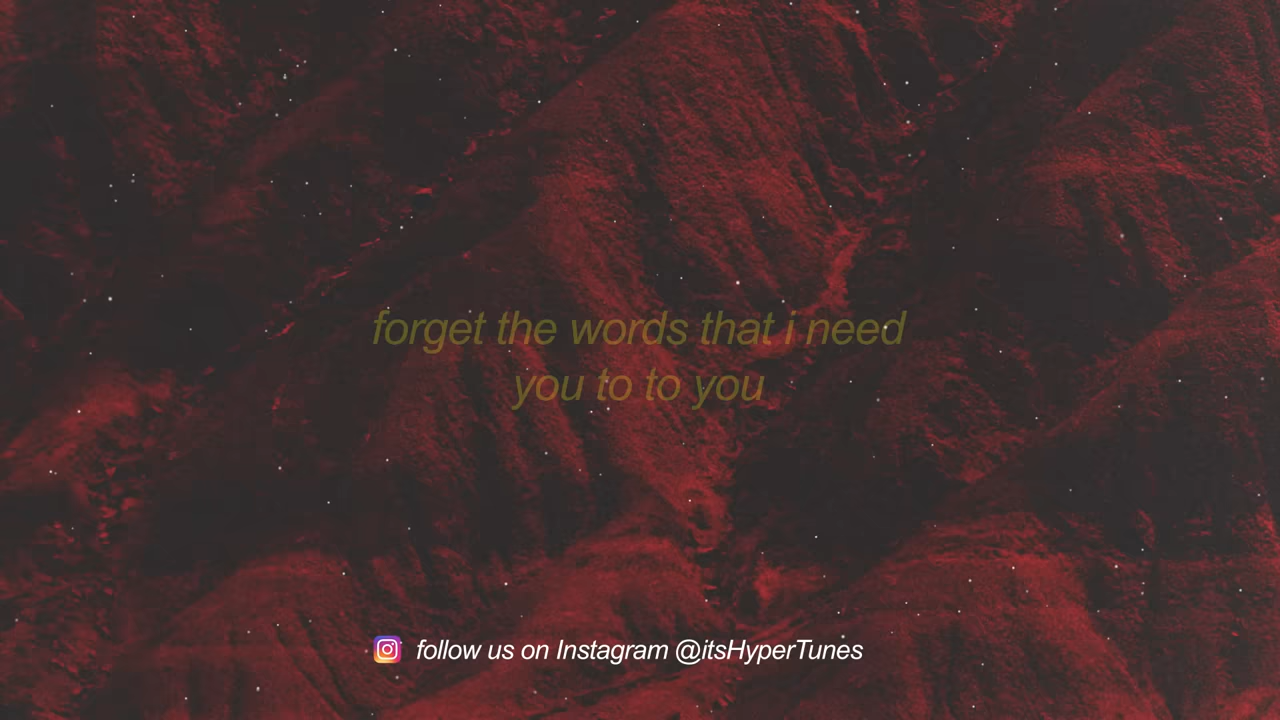 forget the words that i need
you to to you
follow us on Instagram @itsHyperTunes